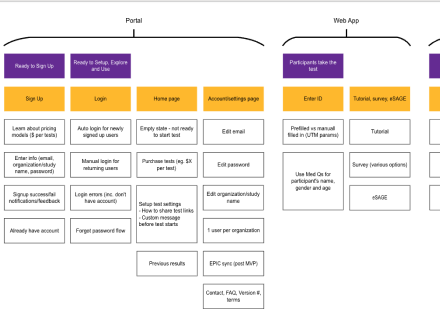 Portal
Web App
Ready to Sign Up
Ready to Setup, Explore
and Use
Participants take the
test
Sign Up
Login
Home page
Account/settings page
Enter ID
Tutorial, survey, eSAGE
Learn about pricing
models ($ per tests)
Auto login for newly
signed up users
Empty state - not ready
to start test
Edit email
Prefilled vs manuall
filled in (UTM params)
Tutorial
Enter info (email,
organization/study
name, password)
Manual login for
returning users
Purchase tests (eg. $X
per test)
Edit password
Use filled Qs for
participant's name,
gender and age
Survey (various options)
Signup success/fail
notifications/feedback
Login errors (inc. don't
have account)
Setup test settings
- How to share test links
- Custom message
before test starts
Edit organization/study
name
eSAGE
Already have account
Forget password flow
1 user per organization
Previous results
EPIC sync (post MVP)
Contact, FAQ, Version #,
terms